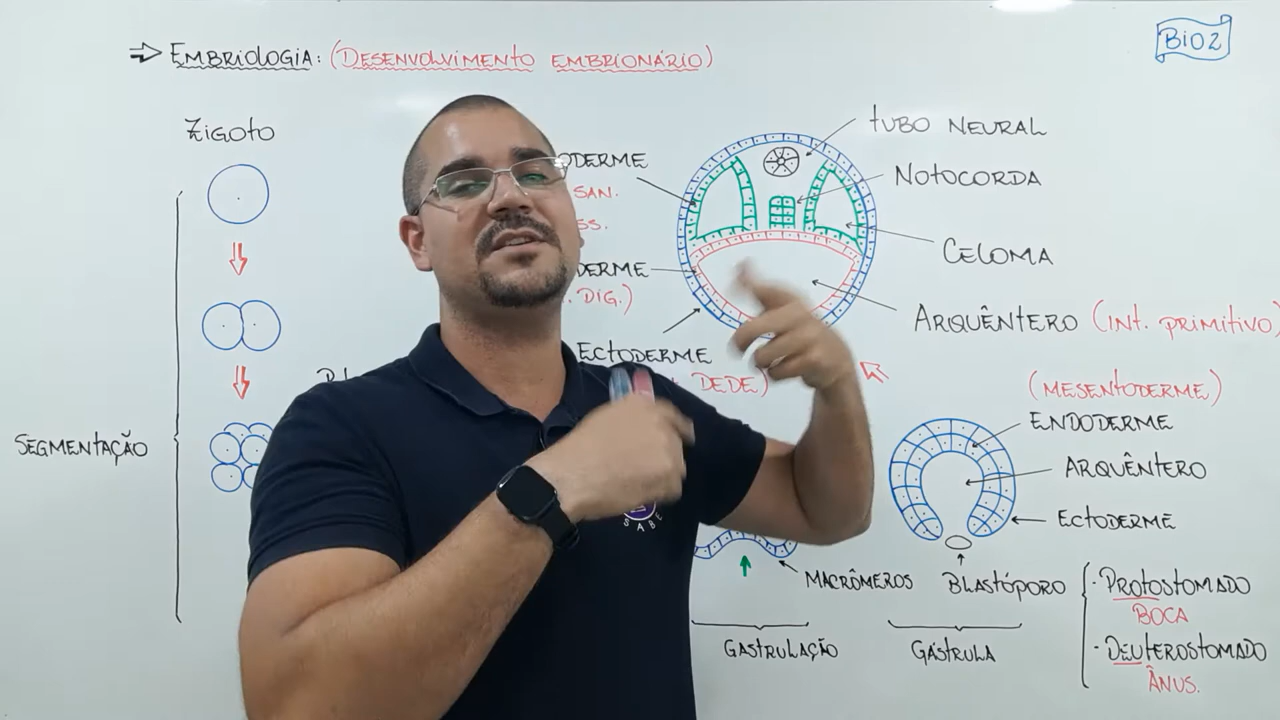 ⇒ EMBRIOLOGIA: (DESENVOLVIMENTO EMBRIONÁRIO)
BIO2
ZIGOTO
SEGMENTAÇÃO
ODERME
SAN.
SS.
DERME
. DIG.)
ECTODERME
DEDE)
TUBO NEURAL
NOTOCORDA
CELOMA
ARQUÊNTERO (INT. PRIMITIVO)
(MESENTODERME)
ENDODERME
ARQUÊNTERO
ECTODERME
MACRÔMEROS
BLASTÓPORO
· PROTOSTOMADO
BOCA
· DEUTEROSTOMADO
ÂNUS.
GASTRULAÇÃO
GÁSTRULA
SABE